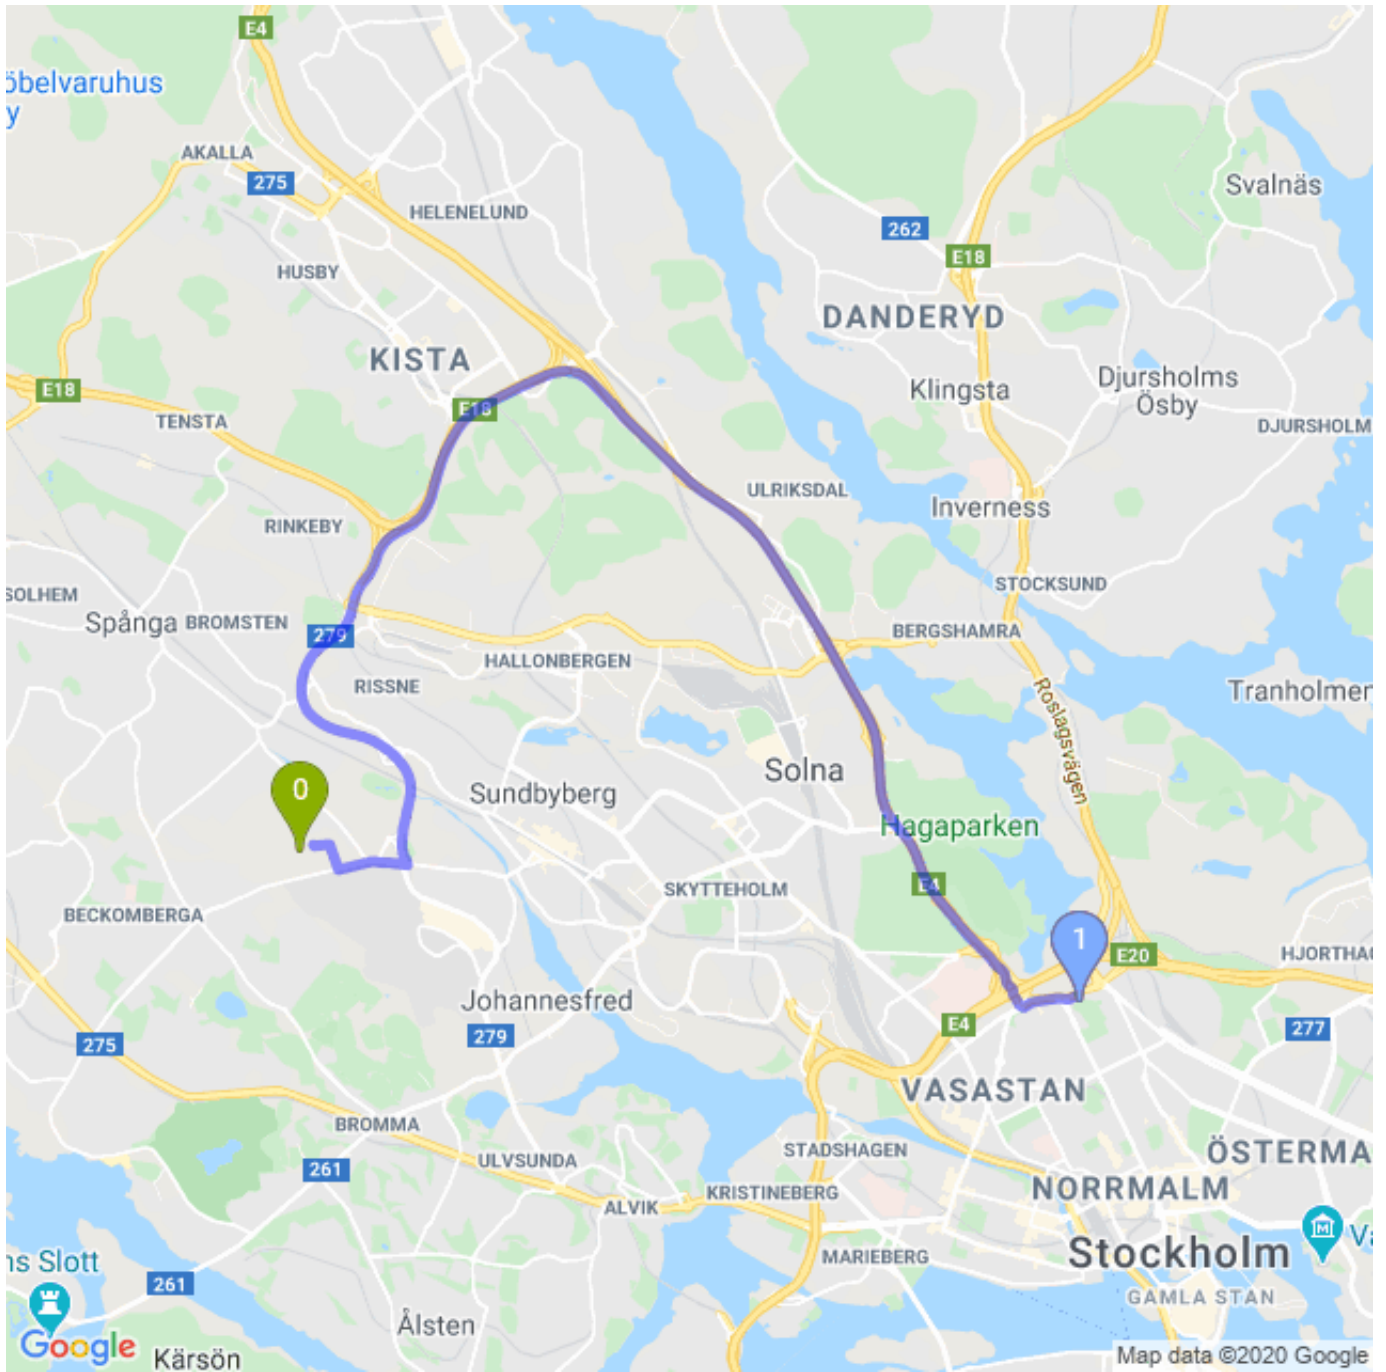 E4
öbelvaruhus
y
AKALLA
275
Svalnäs
HELENELUND
262
E18
HUSBY
DANDERYD
KISTA
Klingsta
Djursholms
Ösby
E18
E18
TENSTA
DJURSHOLM
ULRIKSDAL
Inverness
RINKEBY
STOCKSUND
SOLHEM
Spånga
BROMSTEN
279
BERGSHAMRA
HALLONBERGEN
RISSNE
Roslagsvägen
Tranholmen
Solna
0
Sundbyberg
Hagaparken
E4
SKYTTEHOLM
BECKOMBERGA
1
E20
HJORTHAG
Johannesfred
E4
279
277
275
VASASTAN
BROMMA
STADSHAGEN
ÖSTERMA
261
ULVSUNDA
KRISTINEBERG
NORRMALM
ALVIK
Va
MARIEBERG
Stockholm
ns Slott
261
GAMLA STAN
Ålsten
Google
Kärsön
Map data ©2020 Google